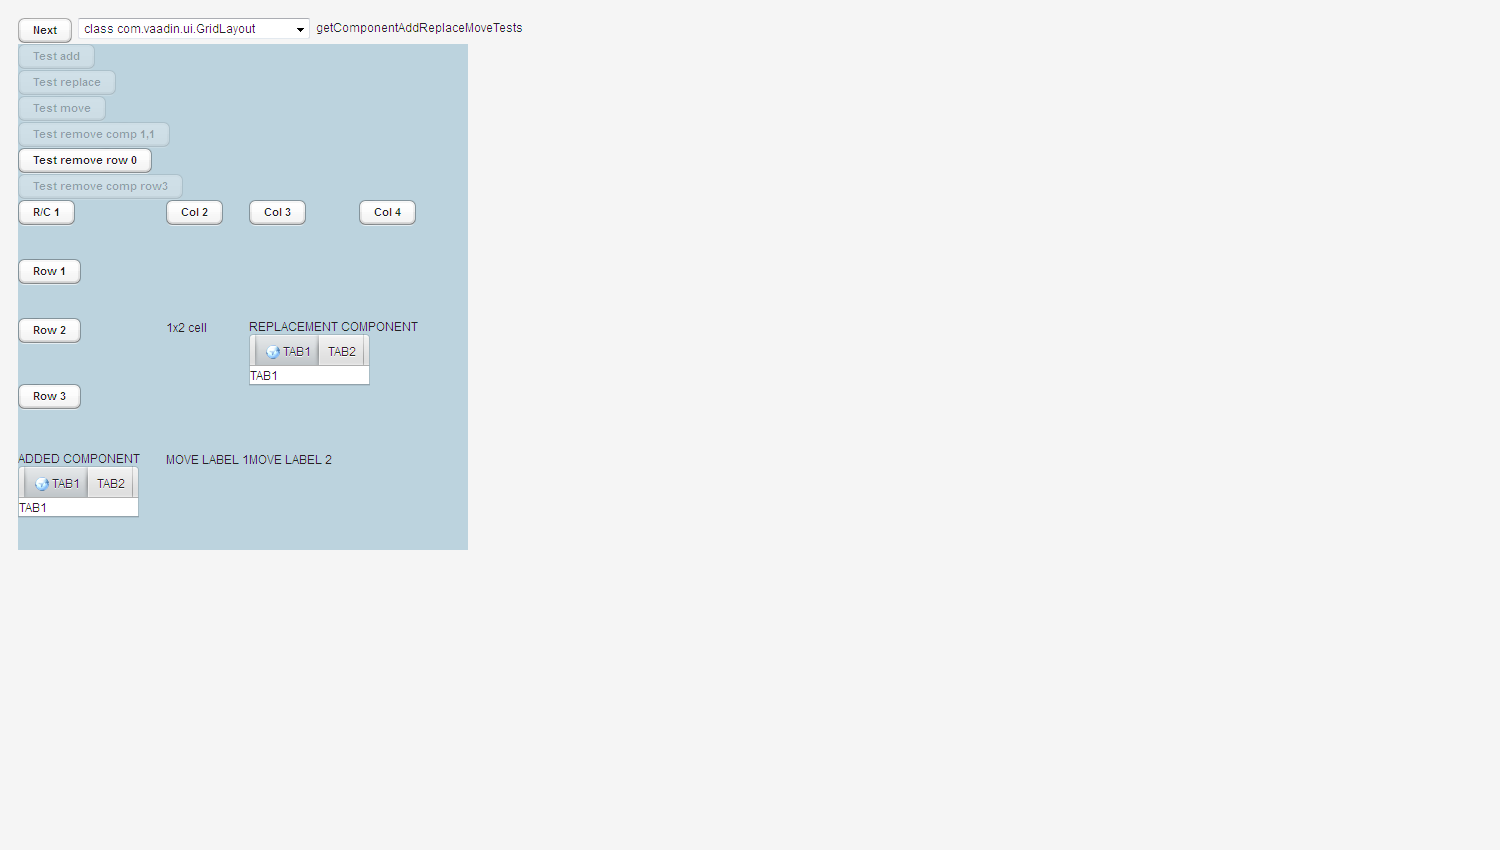 Next class com.vaadin.ui.GridLayout getComponentAddReplaceMoveTests
Test add
Test replace
Test move
Test remove comp 1,1
Test remove row 0
Test remove comp row3
R/C 1 Col 2 Col 3 Col 4
Row 1
Row 2 1x2 cell REPLACEMENT COMPONENT
TAB1 TAB2
TAB1
Row 3
ADDED COMPONENT MOVE LABEL 1 MOVE LABEL 2
TAB1 TAB2
TAB1